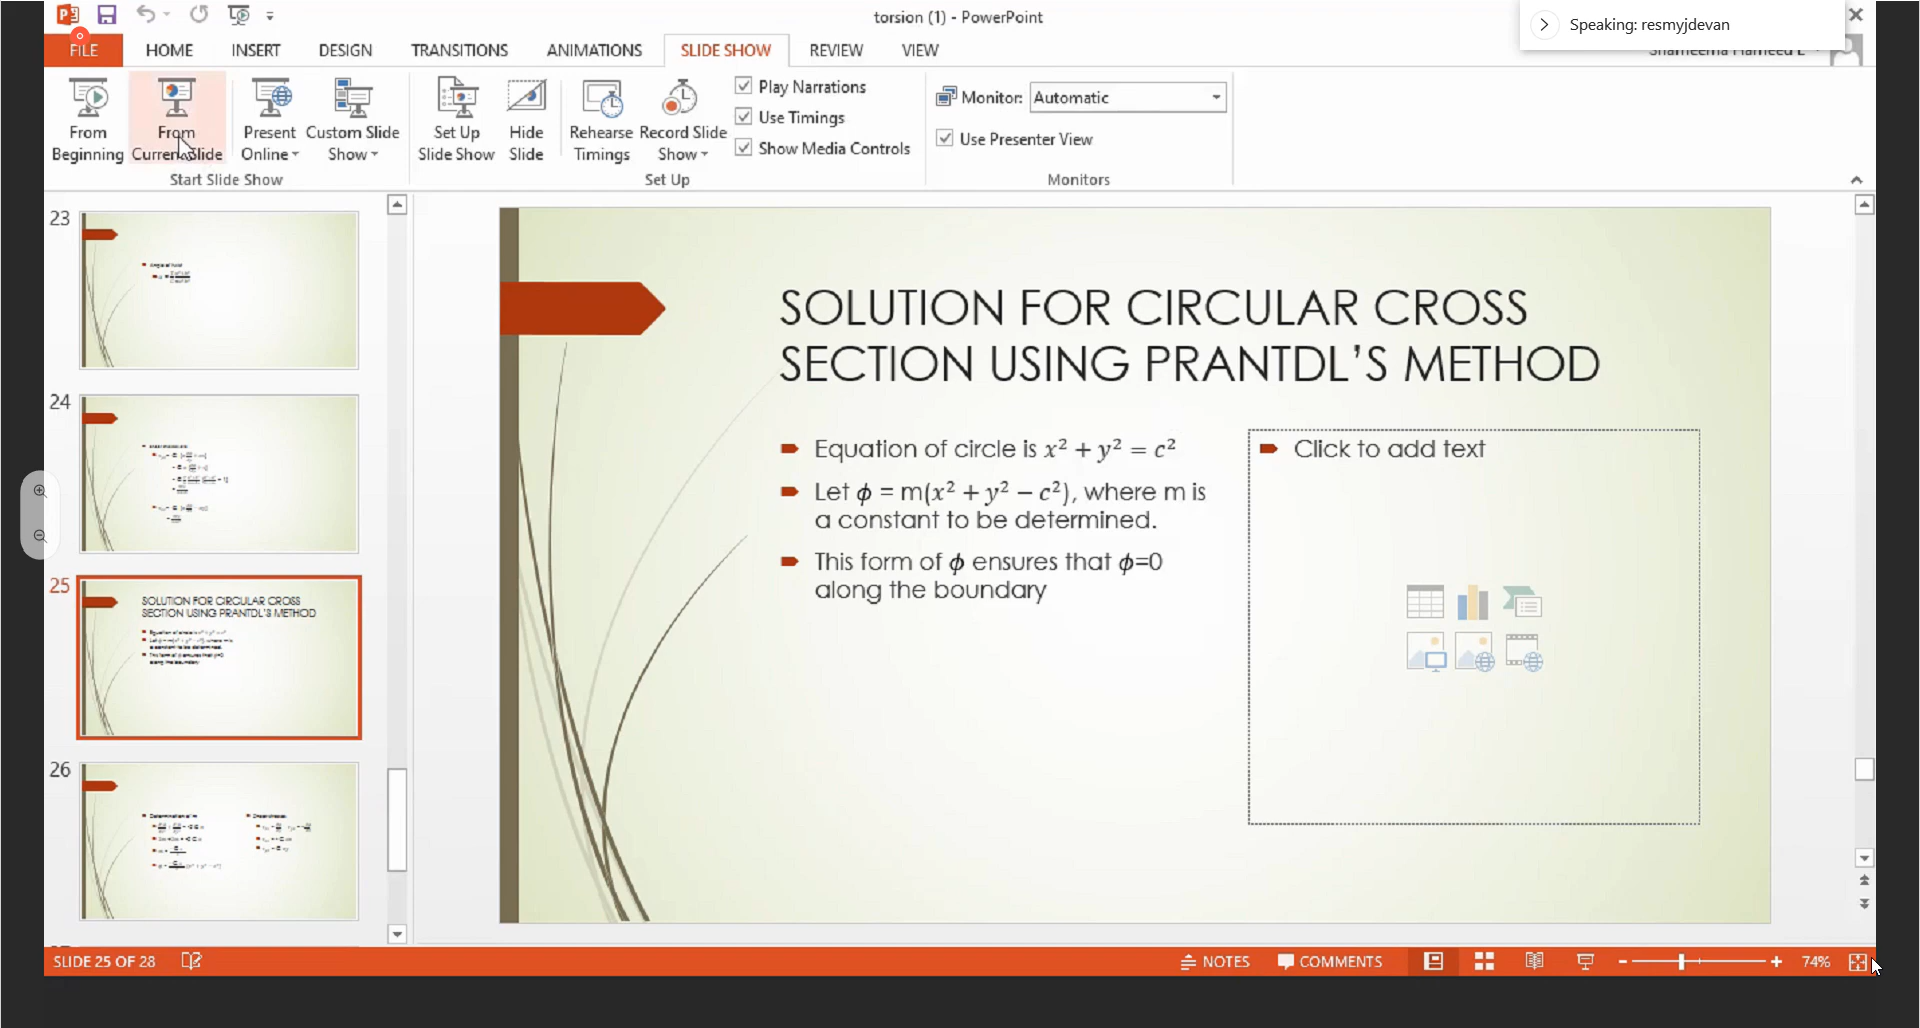 torsion (1) - PowerPoint
Speaking: resmyjdevan
FILE HOME INSERT DESIGN TRANSITIONS ANIMATIONS SLIDE SHOW REVIEW VIEW
From Beginning
From Current Slide
Present Online
Custom Slide Show
Set Up Slide Show
Hide Slide
Rehearse Timings
Record Slide Show
Play Narrations
Use Timings
Show Media Controls
Monitor: Automatic
Use Presenter View
Start Slide Show
Set Up
Monitors
23
24
25
SOLUTION FOR CIRCULAR CROSS
SECTION USING PRANTDL'S METHOD
26
SOLUTION FOR CIRCULAR CROSS
SECTION USING PRANTDL’S METHOD
Equation of circle is x² + y² = c²
Let ϕ = m(x² + y² − c²), where m is
a constant to be determined.
This form of ϕ ensures that ϕ=0
along the boundary
Click to add text
SLIDE 25 OF 28
NOTES
COMMENTS
74%